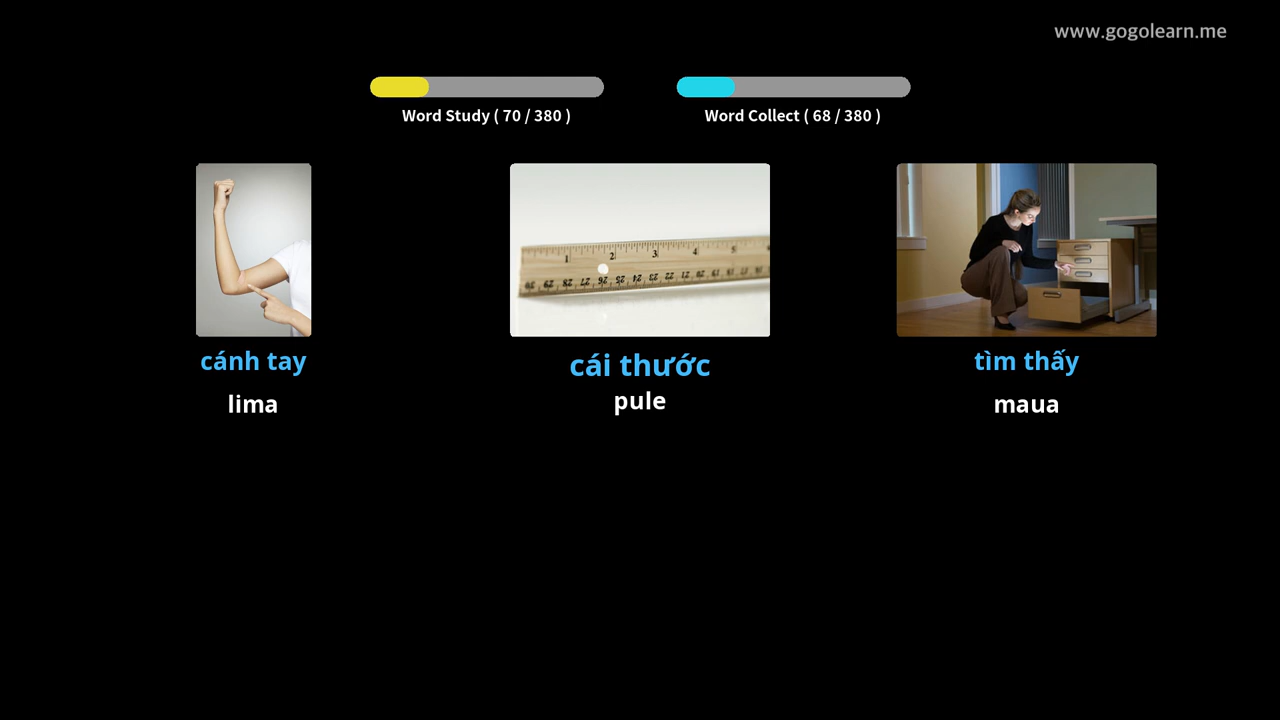 www.gogolearn.me
Word Study ( 70 / 380 )
Word Collect ( 68 / 380 )
cánh tay
lima
cái thước
pule
tìm thấy
maua